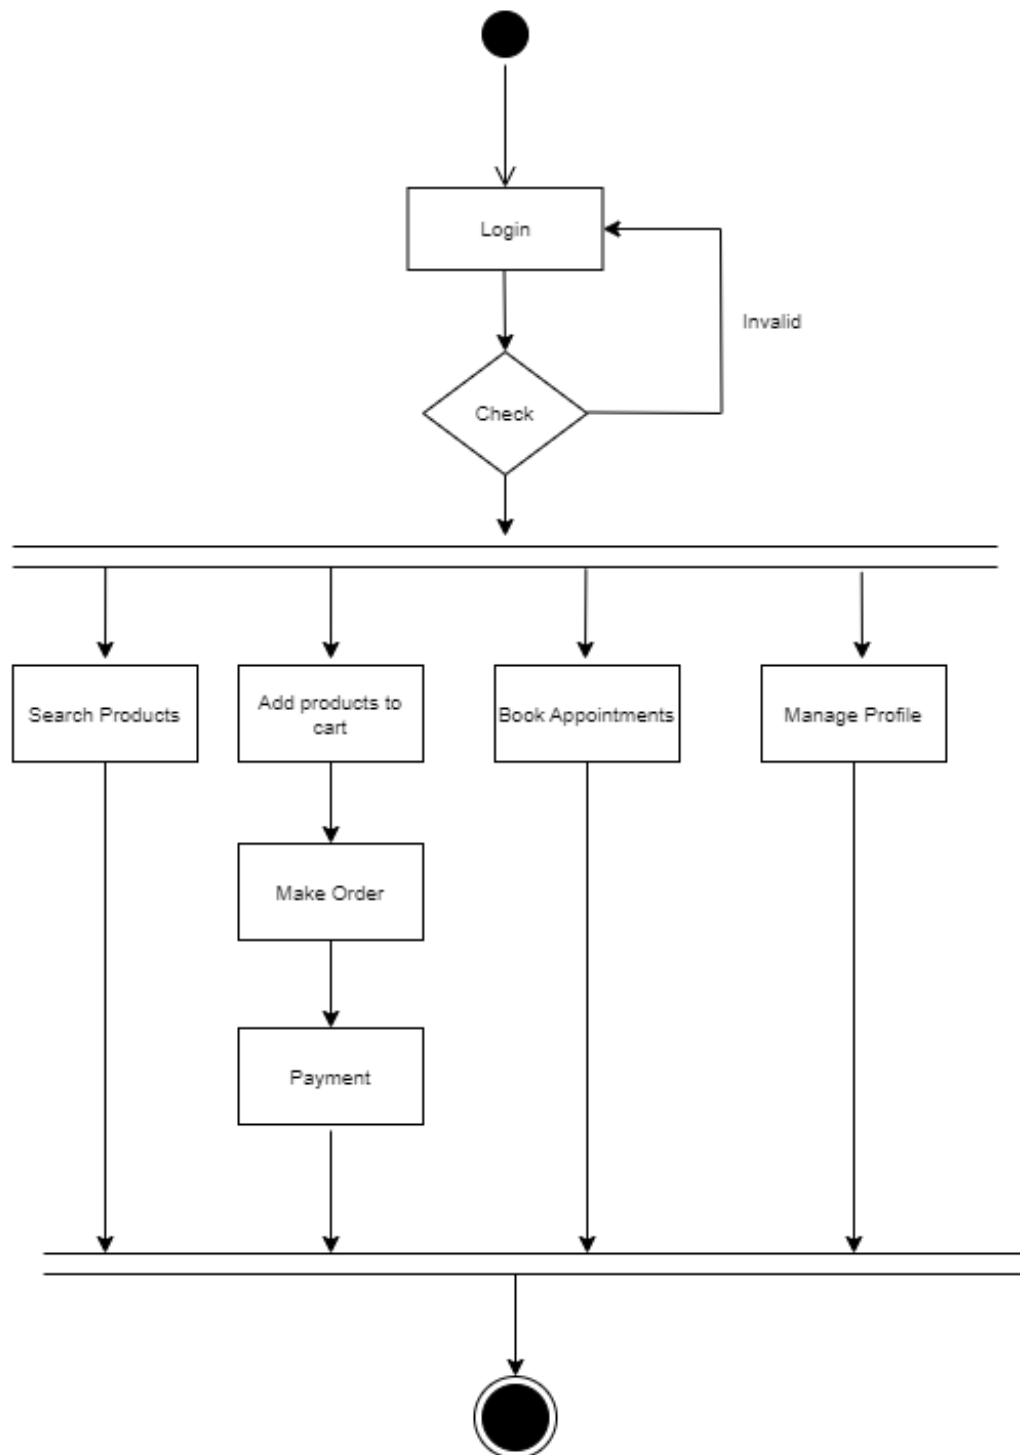 Login
Invalid
Check
Search Products
Add products to
cart
Book Appointments
Manage Profile
Make Order
Payment